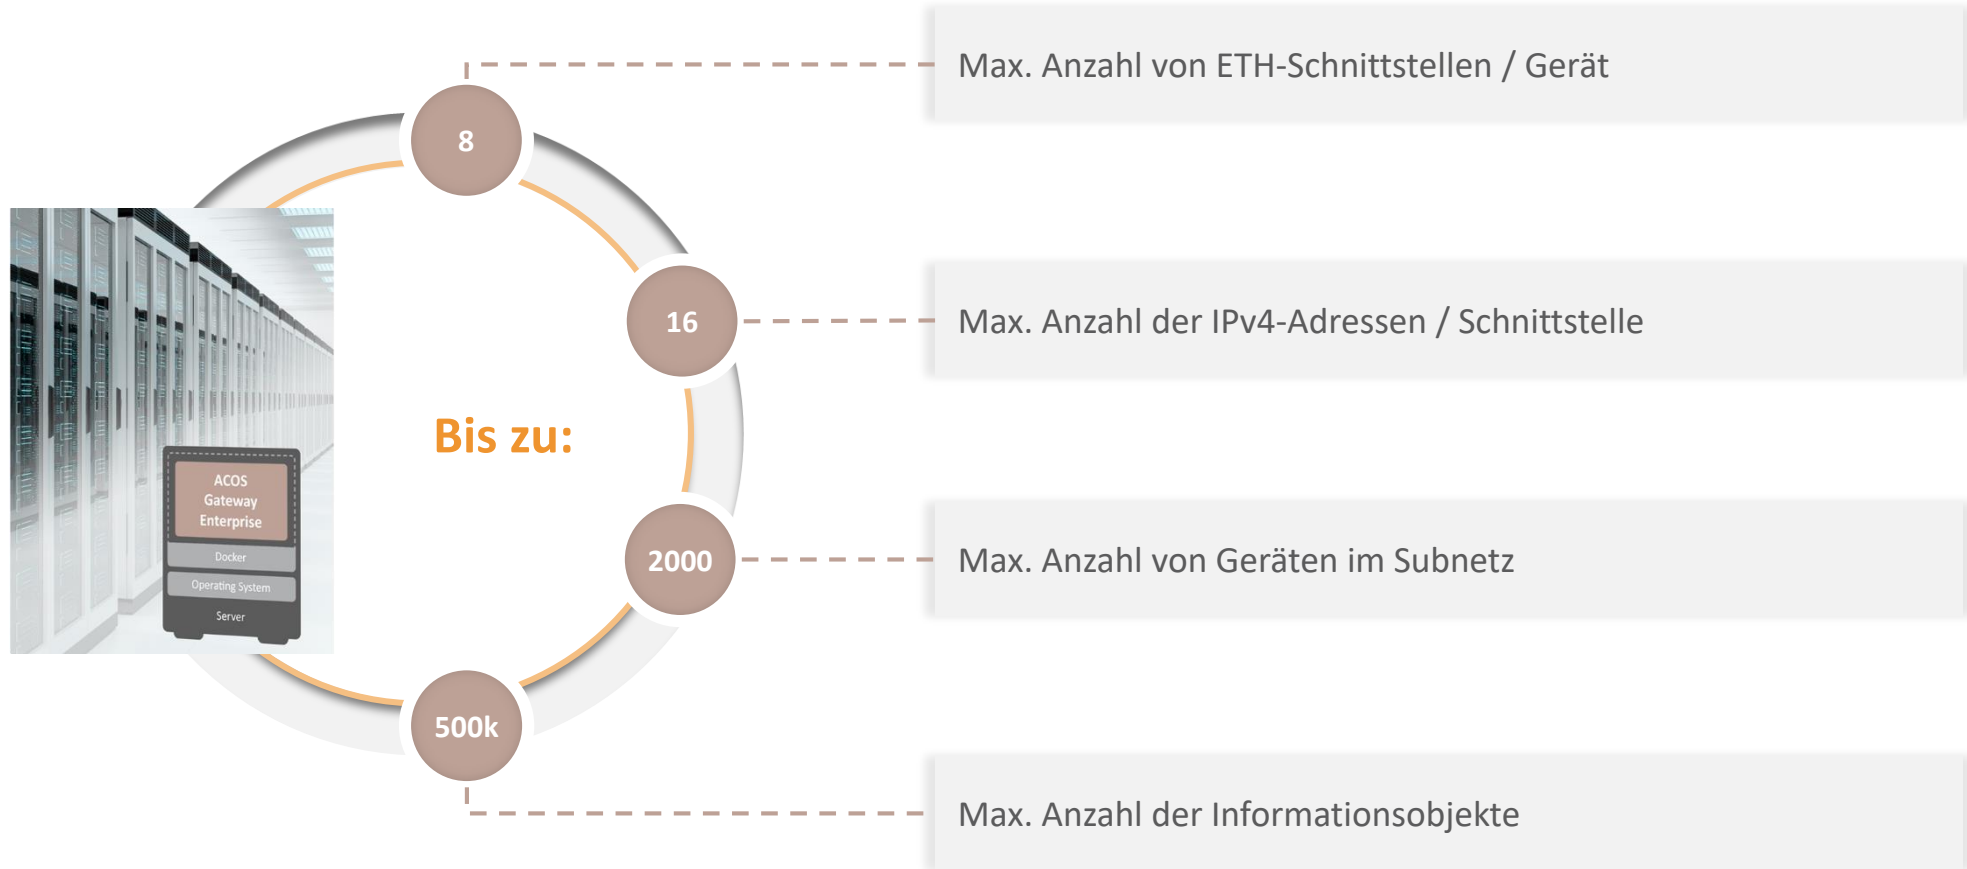 Max. Anzahl von ETH-Schnittstellen / Gerät
8
16
Max. Anzahl der IPv4-Adressen / Schnittstelle
Bis zu:
ACOS
Gateway
Enterprise
Docker
Operating System
Server
2000
Max. Anzahl von Geräten im Subnetz
500k
Max. Anzahl der Informationsobjekte